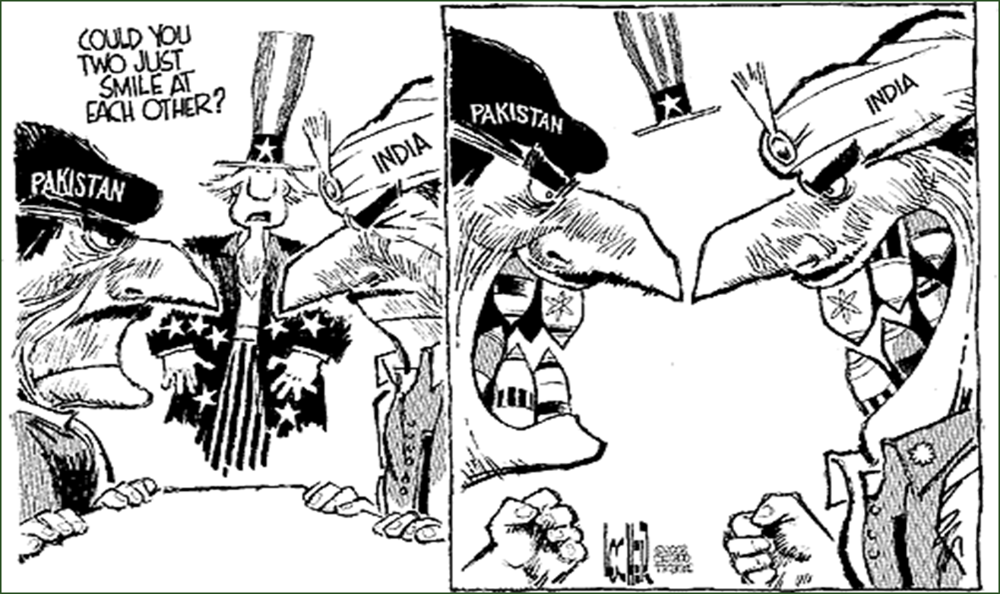 COULD YOU
TWO JUST
SMILE AT
EACH OTHER?
PAKISTAN
INDIA
PAKISTAN
INDIA